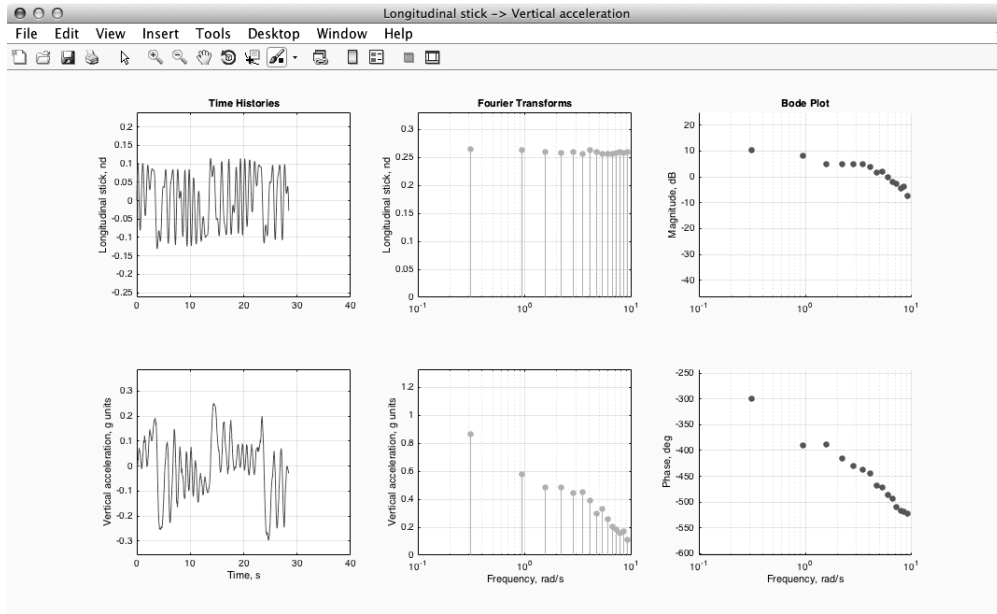 Longitudinal stick -> Vertical acceleration
File Edit View Insert Tools Desktop Window Help
Time Histories
Longitudinal stick, nd
0.2
0.15
0.1
0.05
0
-0.05
-0.1
-0.15
-0.2
-0.25
0 10 20 30 40
Fourier Transforms
Longitudinal stick, nd
0.3
0.25
0.2
0.15
0.1
0.05
0
10-1 100 101
Bode Plot
Magnitude, dB
20
10
0
-10
-20
-30
-40
10-1 100 101
Vertical acceleration, g units
0.3
0.2
0.1
0
-0.1
-0.2
-0.3
0 10 20 30 40
Time, s
Vertical acceleration, g units
1.2
1
0.8
0.6
0.4
0.2
0
10-1 100 101
Frequency, rad/s
Phase, deg
-250
-300
-350
-400
-450
-500
-550
-600
10-1 100 101
Frequency, rad/s